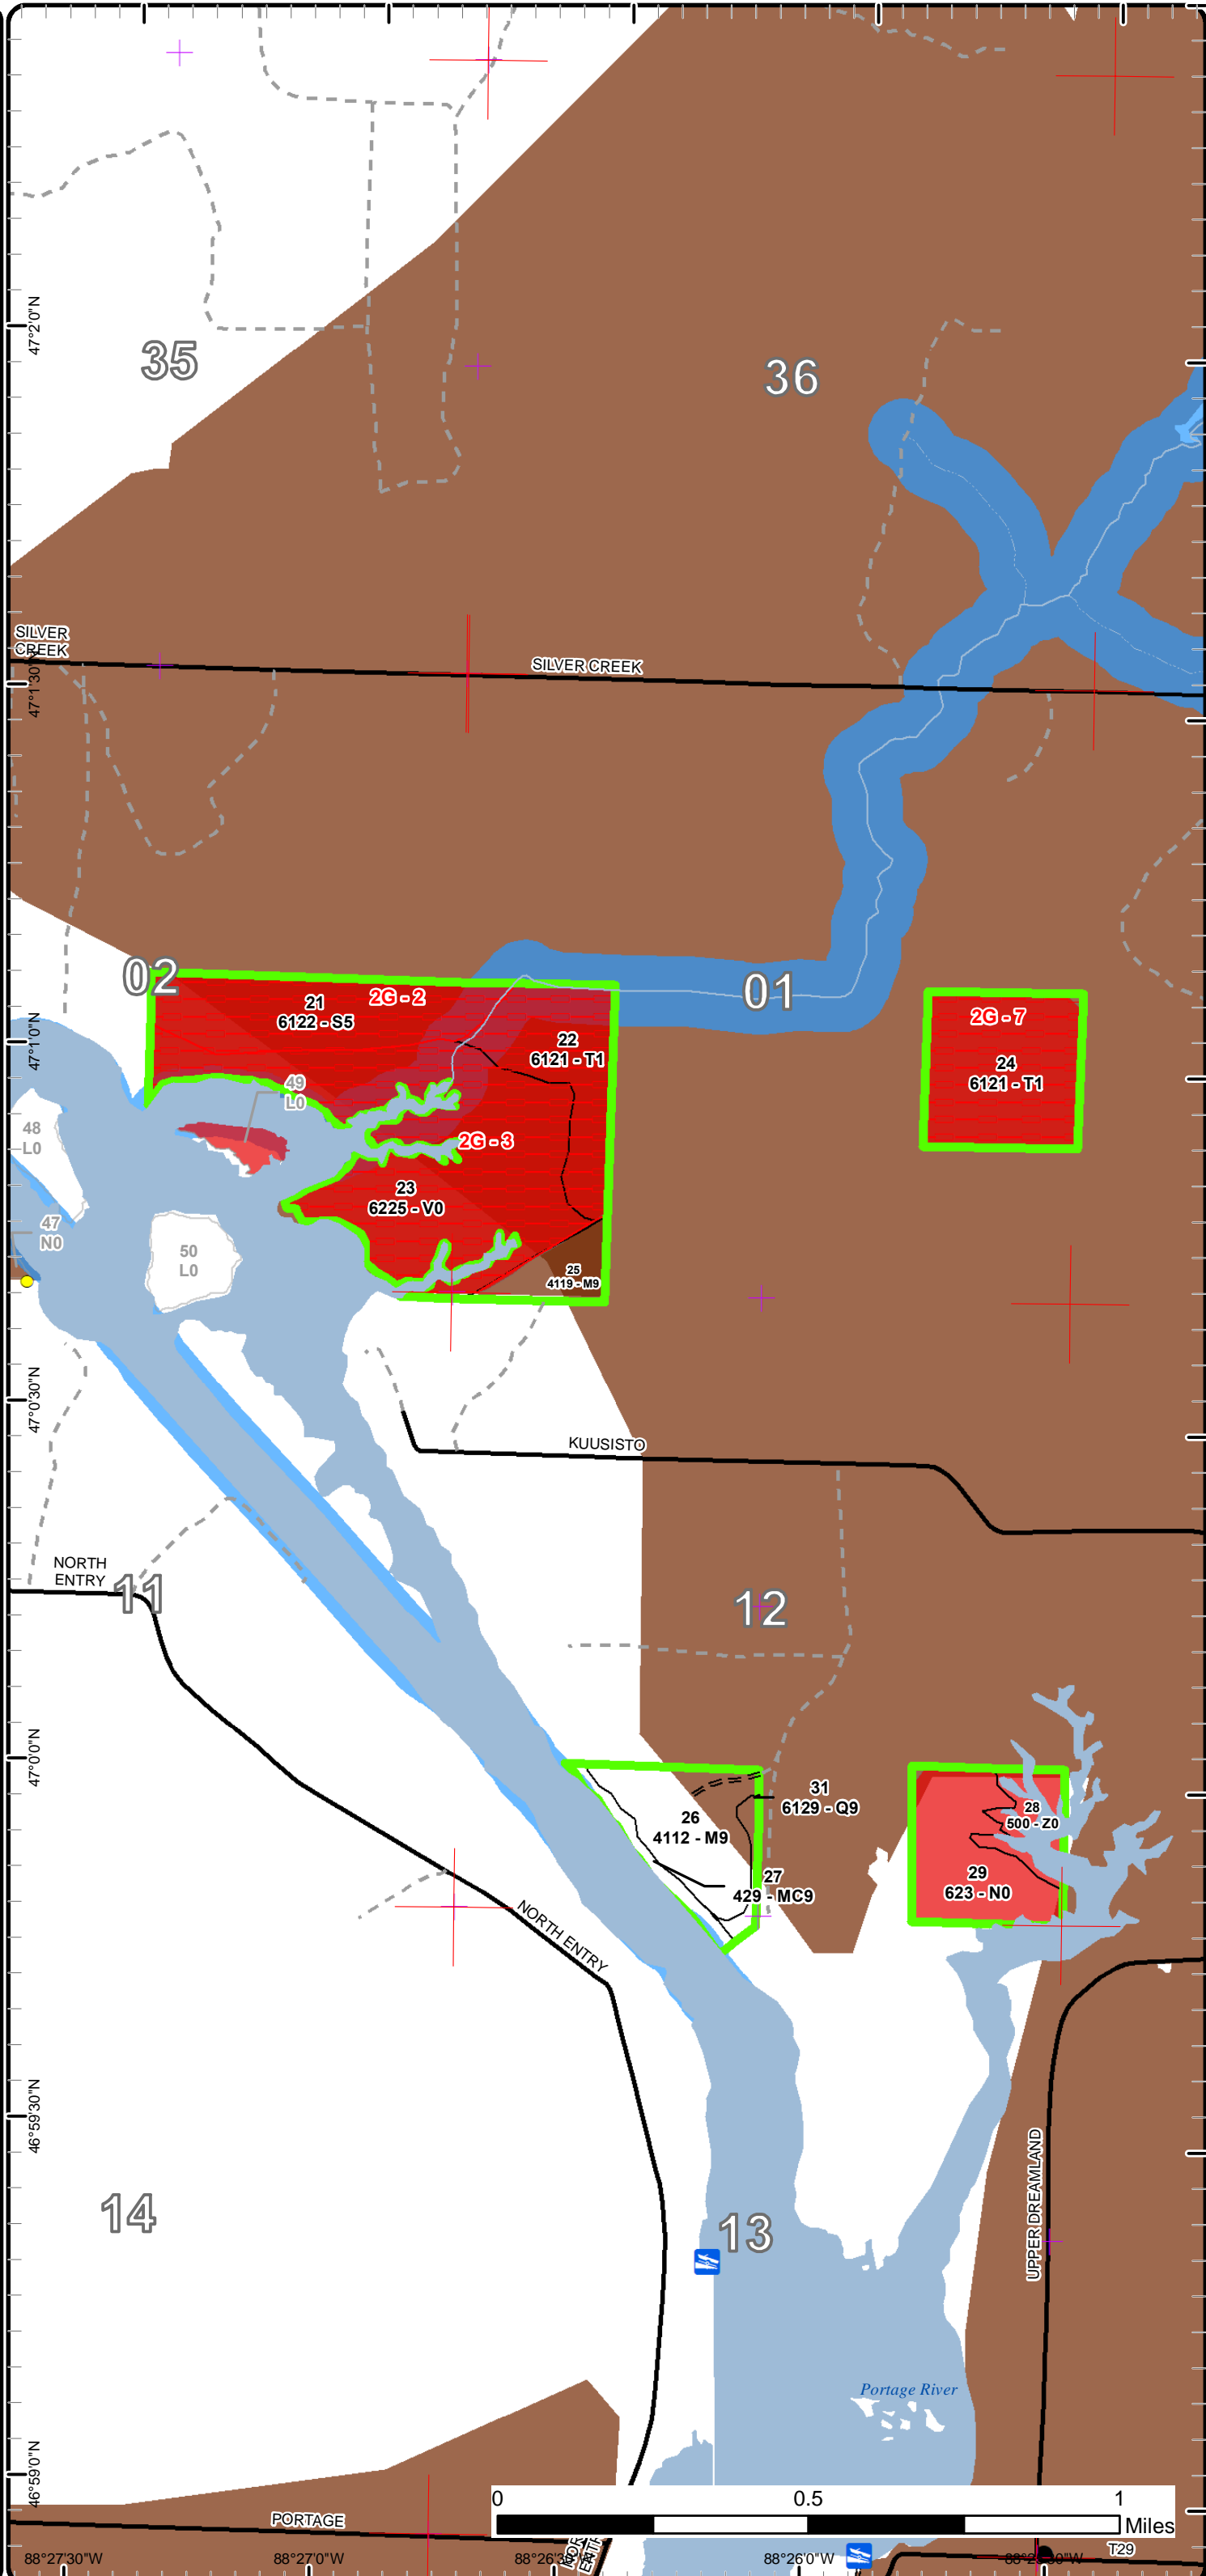 47°2'0"N
35
36
SILVER
CREEK
SILVER CREEK
47°1'30"N
02
21
6122 - S5
2G - 2
22
6121 - T1
01
2G - 7
24
6121 - T1
47°1'0"N
49
L0
48
L0
2G - 3
23
6225 - V0
47
N0
50
L0
25
4119 - M9
47°0'30"N
KUUSISTO
NORTH
ENTRY
11
12
47°0'0"N
31
6129 - Q9
26
4112 - M9
28
500 - Z0
27
429 - MC9
29
623 - N0
NORTH ENTRY
46°59'30"N
UPPER DREAMLAND
14
13
Portage River
46°59'0"N
0 0.5 1
Miles
PORTAGE
T29
88°27'30"W
88°27'0"W
88°26'0"W